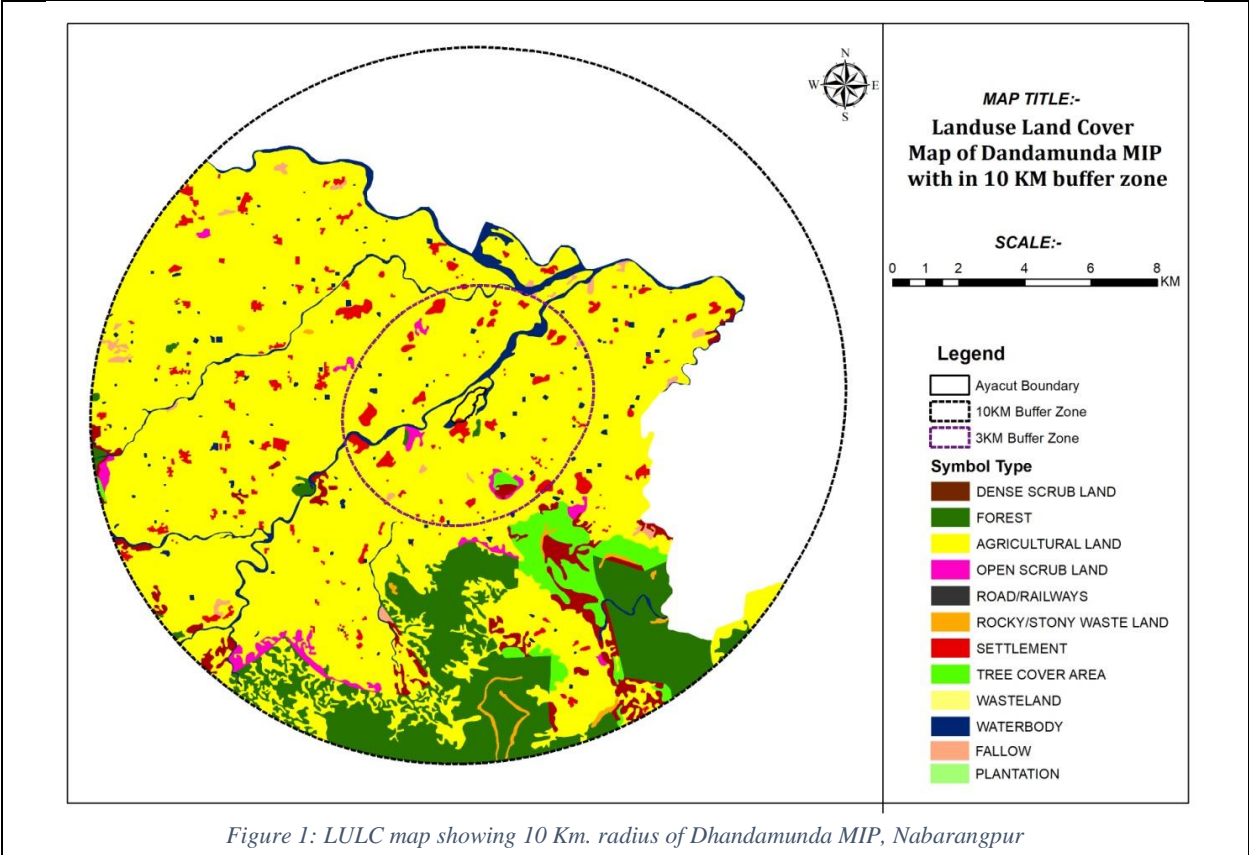 N
W E
S
MAP TITLE:-
Landuse Land Cover
Map of Dandamunda MIP
with in 10 KM buffer zone
SCALE:-
0 1 2 4 6 8
KM
Legend
Ayacut Boundary
10KM Buffer Zone
3KM Buffer Zone
Symbol Type
DENSE SCRUB LAND
FOREST
AGRICULTURAL LAND
OPEN SCRUB LAND
ROAD/RAILWAYS
ROCKY/STONY WASTE LAND
SETTLEMENT
TREE COVER AREA
WASTELAND
WATERBODY
FALLOW
PLANTATION
Figure 1: LULC map showing 10 Km. radius of Dhandamunda MIP, Nabarangpur